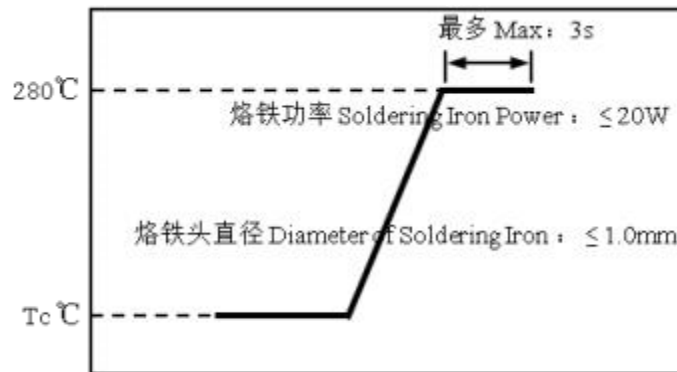 最多 Max：3s
280℃
烙铁功率 Soldering Iron Power：≤20W
烙铁头直径 Diameter of Soldering Iron：≤1.0mm
Tc℃